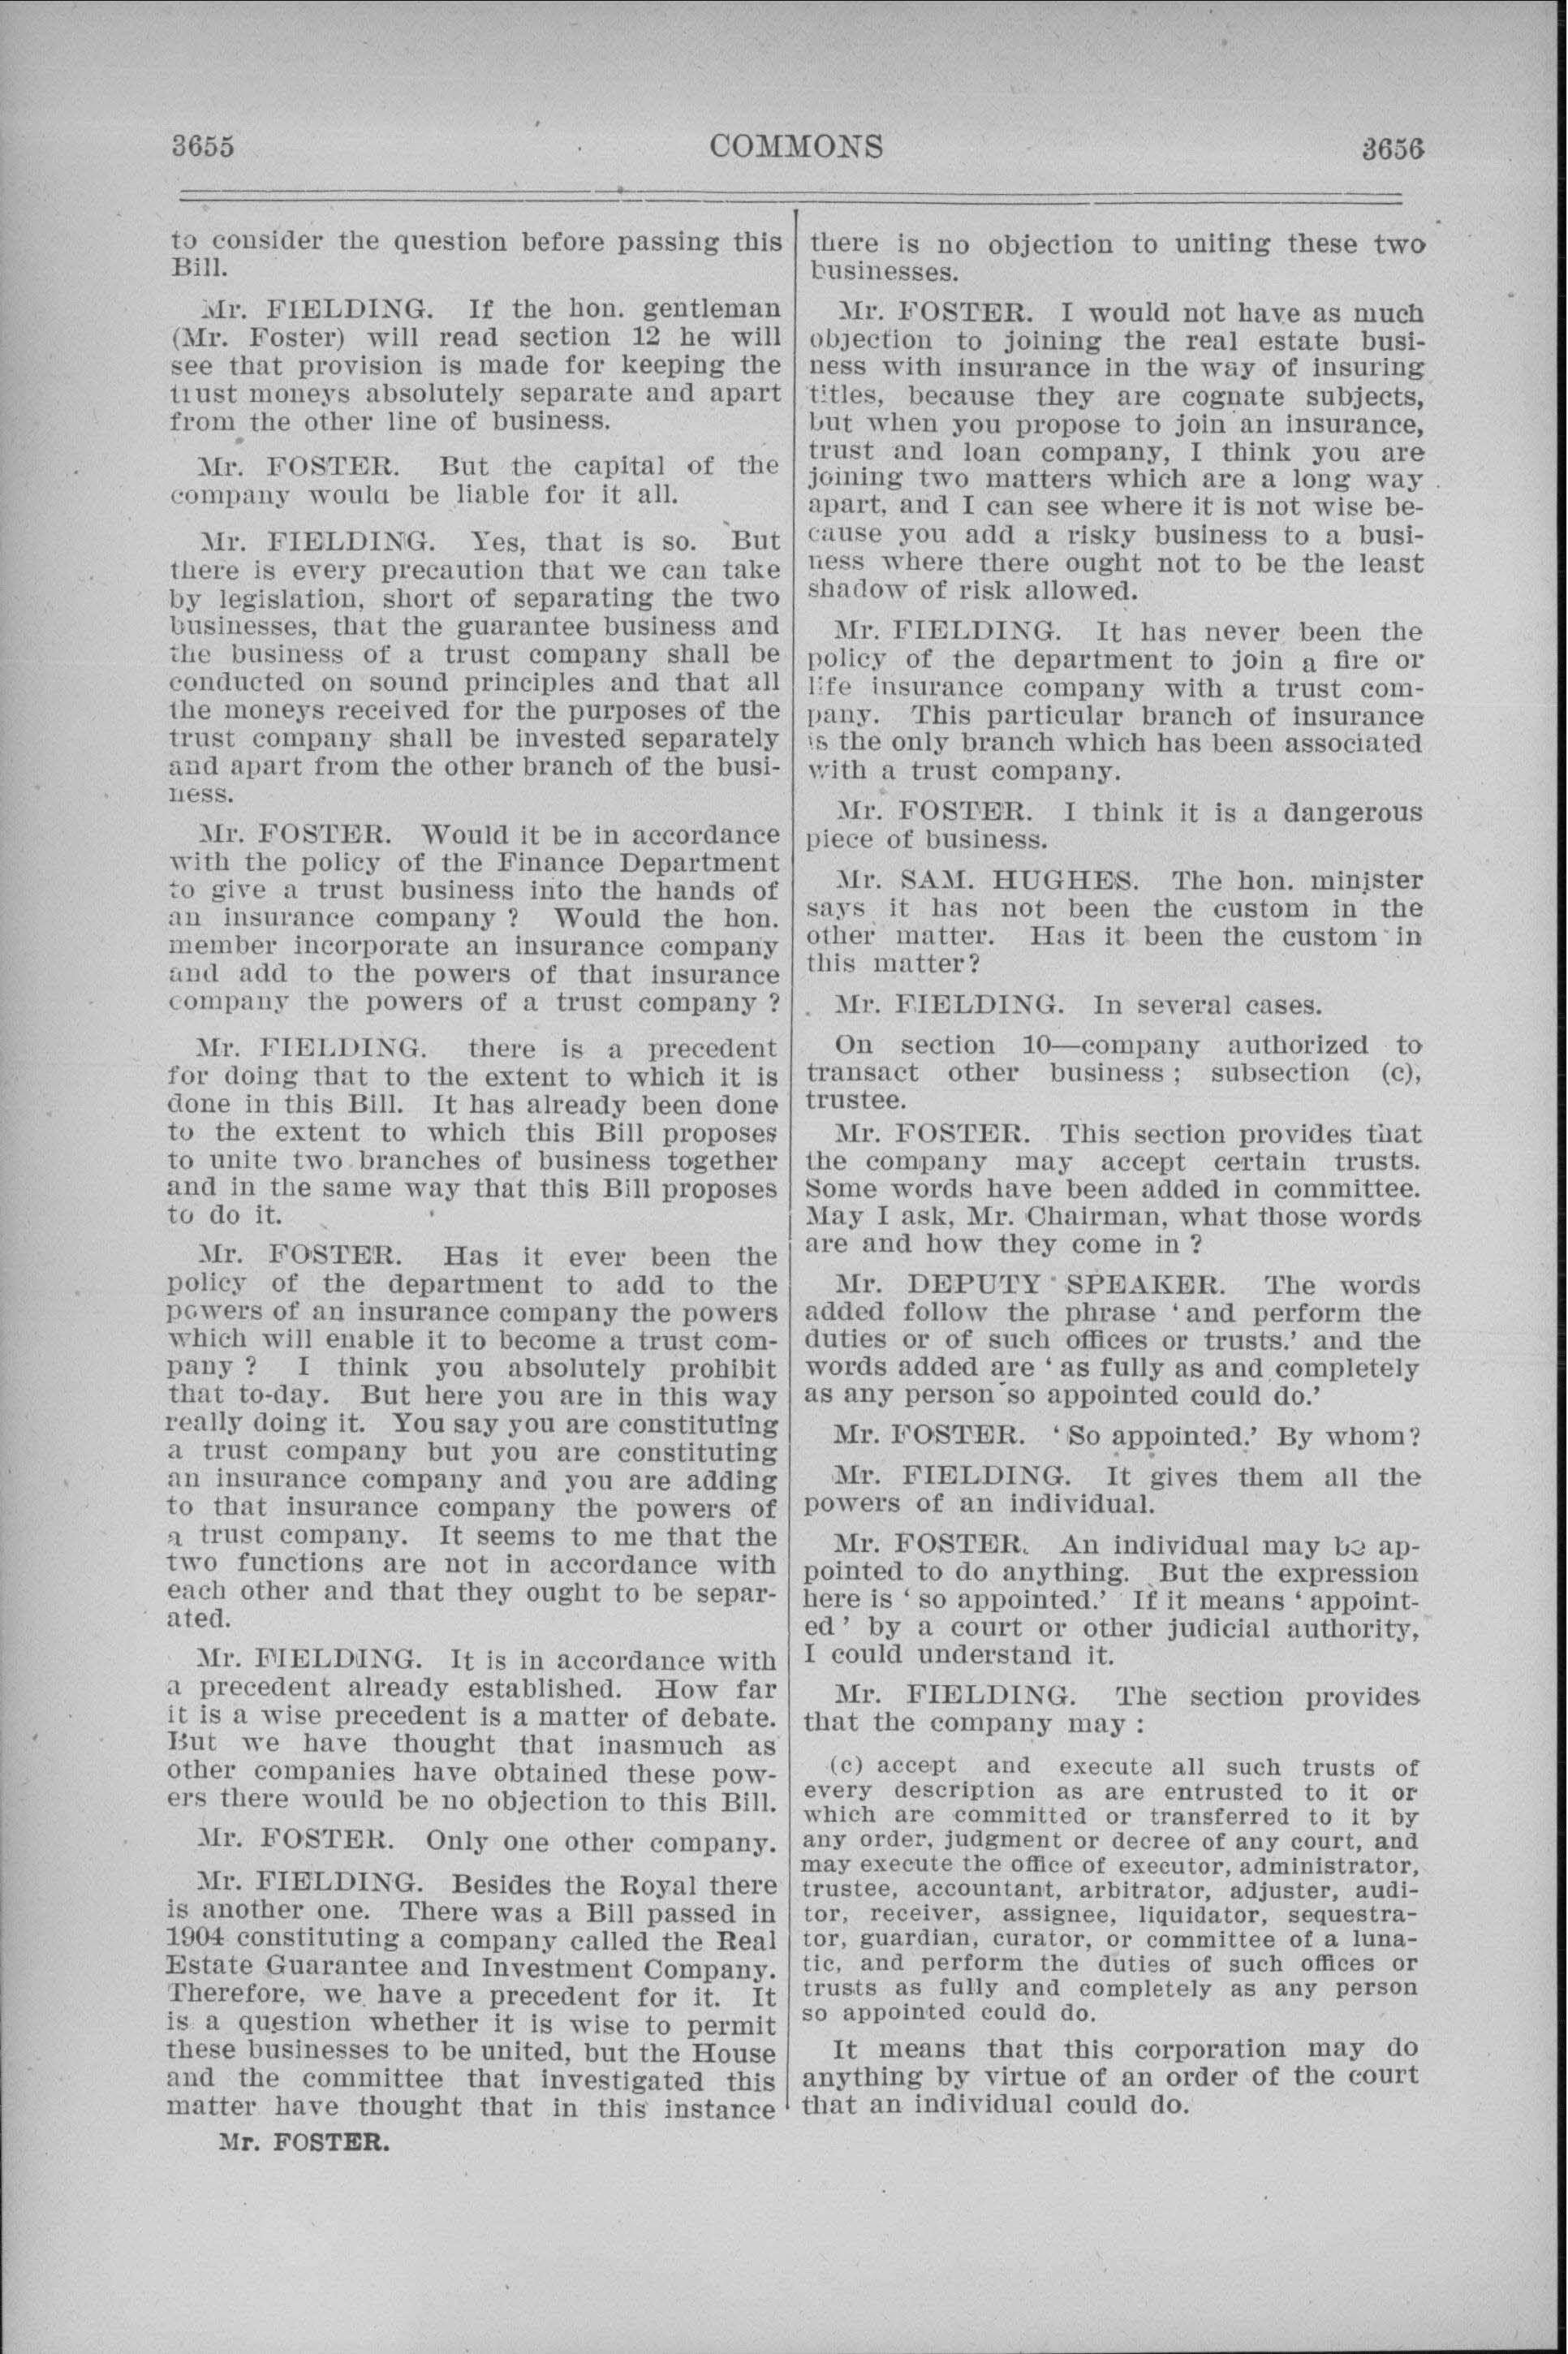 3655 COMMONS 3656
to consider the question before passing this
Bill.
Mr. FIELDING. If the hon. gentleman
(Mr. Foster) will read section 12 he will
see that provision is made for keeping the
trust moneys absolutely separate and apart
from the other line of business.
Mr. FOSTER. But the capital of the
company would be liable for it all.
Mr. FIELDING. Yes, that is so. But
there is every precaution that we can take
by legislation, short of separating the two
businesses, that the guarantee business and
the business of a trust company shall be
conducted on sound principles and that all
the moneys received for the purposes of the
trust company shall be invested separately
and apart from the other branch of the busi-
ness.
Mr. FOSTER. Would it be in accordance
with the policy of the Finance Department
to give a trust business into the hands of
an insurance company ? Would the hon.
member incorporate an insurance company
and add to the powers of that insurance
company the powers of a trust company ?
Mr. FIELDING. there is a precedent
for doing that to the extent to which it is
done in this Bill. It has already been done
to the extent to which this Bill proposes
to unite two branches of business together
and in the same way that this Bill proposes
to do it.
Mr. FOSTER. Has it ever been the
policy of the department to add to the
powers of an insurance company the powers
which will enable it to become a trust com-
pany ? I think you absolutely prohibit
that to-day. But here you are in this way
really doing it. You say you are constituting
a trust company but you are constituting
an insurance company and you are adding
to that insurance company the powers of
a trust company. It seems to me that the
two functions are not in accordance with
each other and that they ought to be separ-
ated.
Mr. FIELDING. It is in accordance with
a precedent already established. How far
it is a wise precedent is a matter of debate.
But we have thought that inasmuch as
other companies have obtained these pow-
ers there would be no objection to this Bill.
Mr. FOSTER. Only one other company.
Mr. FIELDING. Besides the Royal there
is another one. There was a Bill passed in
1904 constituting a company called the Real
Estate Guarantee and Investment Company.
Therefore, we have a precedent for it. It
is a question whether it is wise to permit
these businesses to be united, but the House
and the committee that investigated this
matter have thought that in this instance
Mr. FOSTER.
there is no objection to uniting these two
businesses.
Mr. FOSTER. I would not have as much
objection to joining the real estate busi-
ness with insurance in the way of insuring
titles, because they are cognate subjects,
but when you propose to join an insurance,
trust and loan company, I think you are
joining two matters which are a long way
apart, and I can see where it is not wise be-
cause you add a risky business to a busi-
ness where there ought not to be the least
shadow of risk allowed.
Mr. FIELDING. It has never been the
policy of the department to join a fire or
life insurance company with a trust com-
pany. This particular branch of insurance
is the only branch which has been associated
with a trust company.
Mr. FOSTER. I think it is a dangerous
piece of business.
Mr. SAM. HUGHES. The hon. minister
says it has not been the custom in the
other matter. Has it been the custom in
this matter?
Mr. FIELDING. In several cases.
On section 10—company authorized to
transact other business ; subsection (c),
trustee.
Mr. FOSTER. This section provides that
the company may accept certain trusts.
Some words have been added in committee.
May I ask, Mr. Chairman, what those words
are and how they come in ?
Mr. DEPUTY SPEAKER. The words
added follow the phrase ‘ and perform the
duties or of such offices or trusts.’ and the
words added are ‘ as fully as and completely
as any person so appointed could do.’
Mr. FOSTER. ‘ So appointed.’ By whom?
Mr. FIELDING. It gives them all the
powers of an individual.
Mr. FOSTER. An individual may be ap-
pointed to do anything. But the expression
here is ‘ so appointed.’ If it means ‘ appoint-
ed ’ by a court or other judicial authority,
I could understand it.
Mr. FIELDING. The section provides
that the company may :
(c) accept and execute all such trusts of
every description as are entrusted to it or
which are committed or transferred to it by
any order, judgment or decree of any court, and
may execute the office of executor, administrator,
trustee, accountant, arbitrator, adjuster, audi-
tor, receiver, assignee, liquidator, sequestra-
tor, guardian, curator, or committee of a luna-
tic, and perform the duties of such offices or
trusts as fully and completely as any person
so appointed could do.
It means that this corporation may do
anything by virtue of an order of the court
that an individual could do.